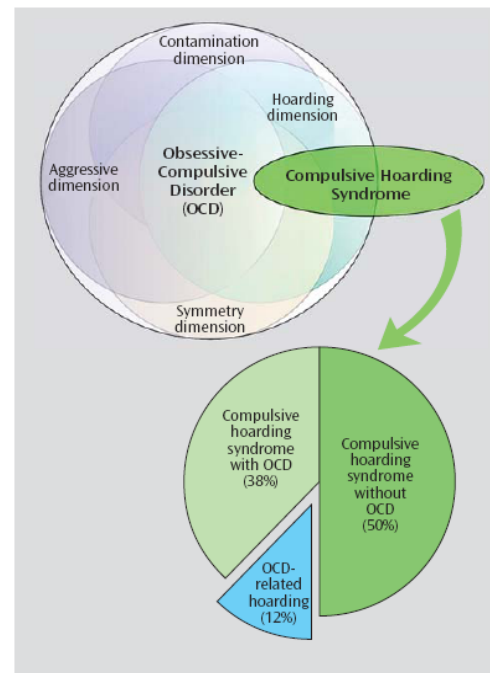 Contamination
dimension
Hoarding
dimension
Aggressive
dimension
Obsessive-
Compulsive
Disorder
(OCD)
Compulsive Hoarding
Syndrome
Symmetry
dimension
Compulsive
hoarding
syndrome
with OCD
(38%)
Compulsive
hoarding
syndrome
without
OCD
(50%)
OCD-
related
hoarding
(12%)